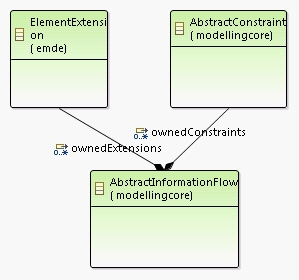 ElementExtensi
on
( emde )
AbstractConstraint
( modellingcore )
ownedConstraints
0..*
ownedExtensions
0..*
AbstractInformationFlow
( modellingcore )